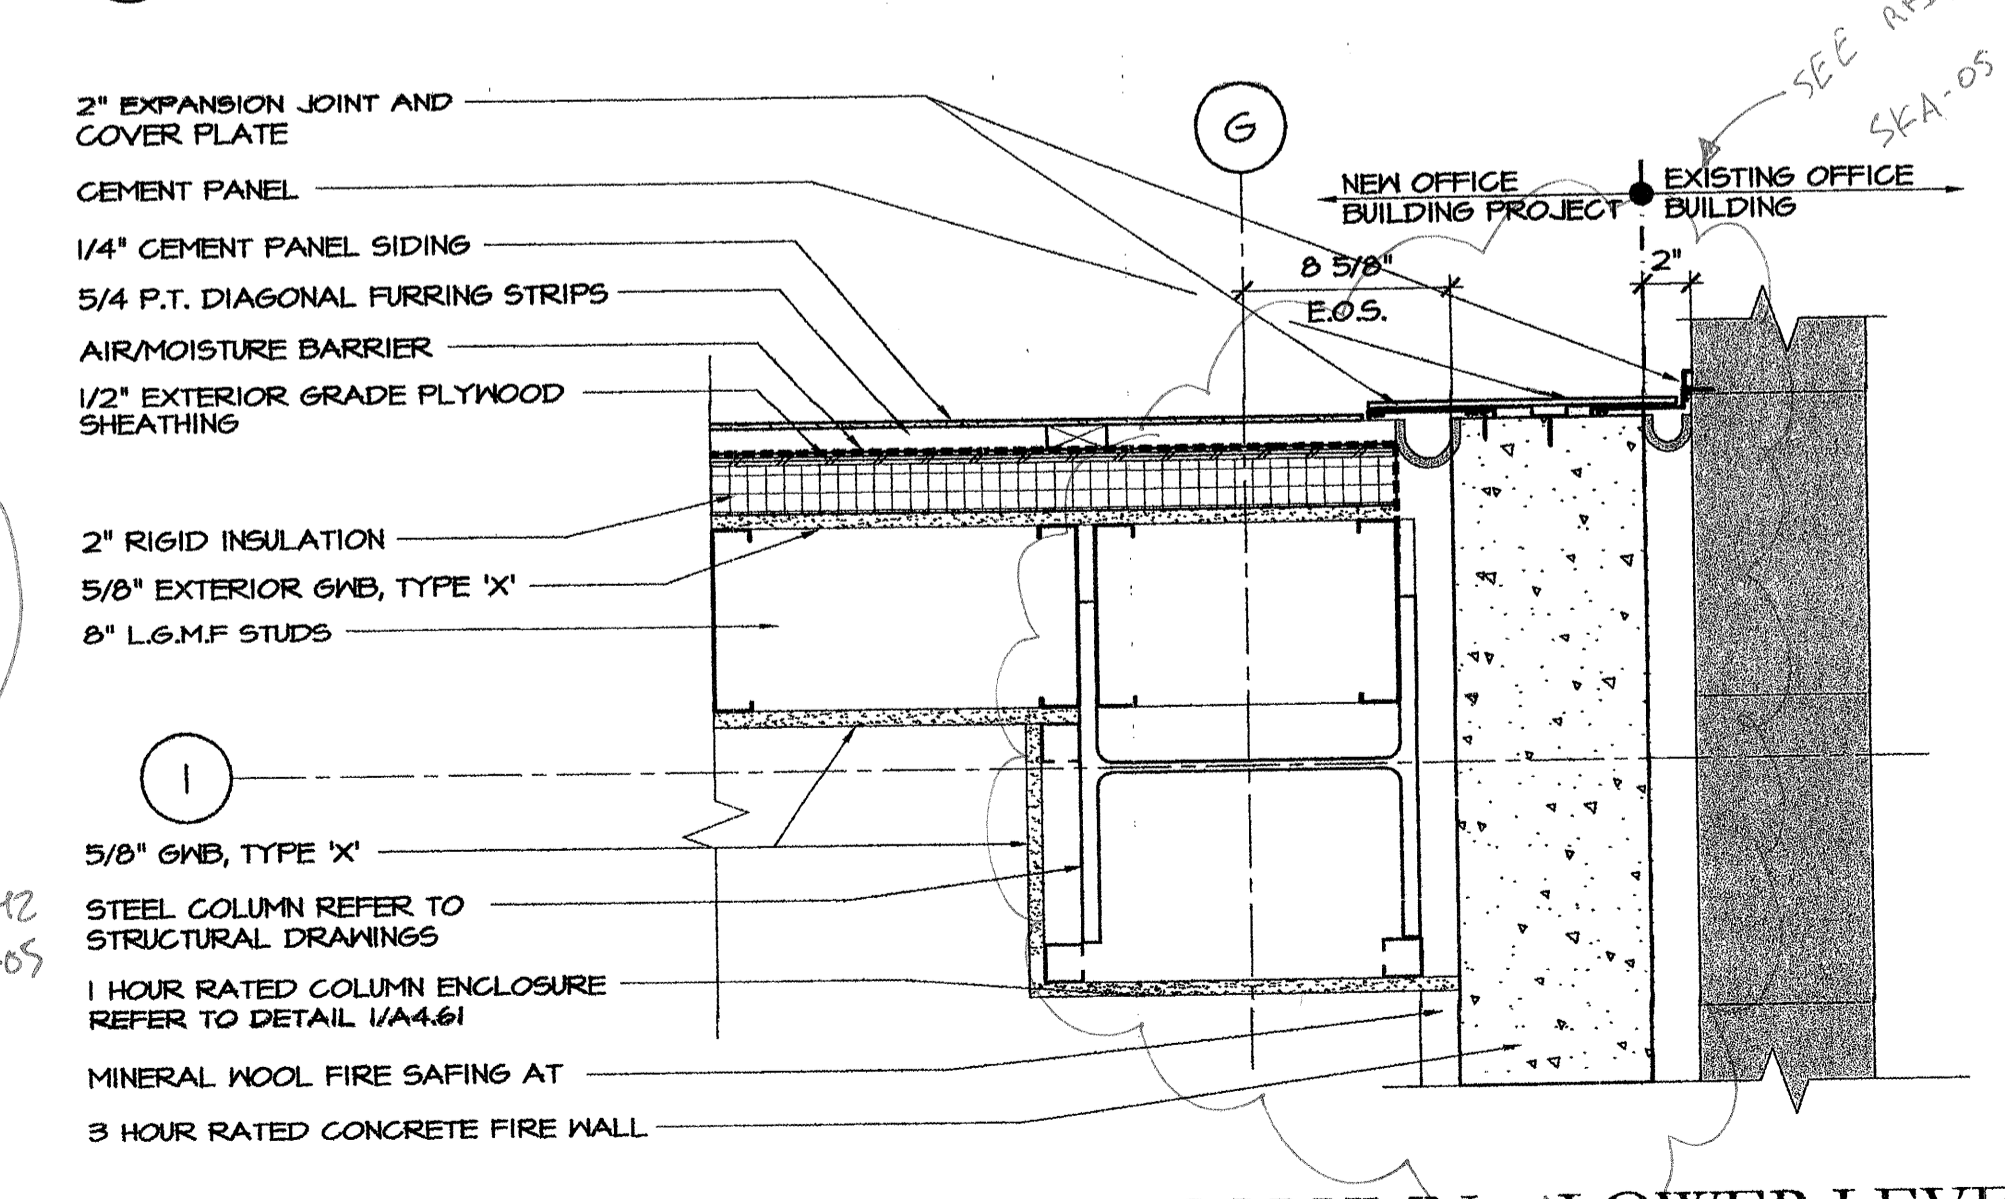 2" EXPANSION JOINT AND
COVER PLATE
CEMENT PANEL
1/4" CEMENT PANEL SIDING
5/4 P.T. DIAGONAL FURRING STRIPS
AIR/MOISTURE BARRIER
1/2" EXTERIOR GRADE PLYWOOD
SHEATHING
2" RIGID INSULATION
5/8" EXTERIOR GWB, TYPE 'X'
8" L.G.M.F STUDS
1
5/8" GWB, TYPE 'X'
STEEL COLUMN REFER TO
STRUCTURAL DRAWINGS
1 HOUR RATED COLUMN ENCLOSURE
REFER TO DETAIL 1/A4.61
MINERAL WOOL FIRE SAFING AT
3 HOUR RATED CONCRETE FIRE WALL
G
NEW OFFICE
BUILDING PROJECT
EXISTING OFFICE
BUILDING
8 5/8"
E.O.S.
2"
SEE
SKA-05
LOWER